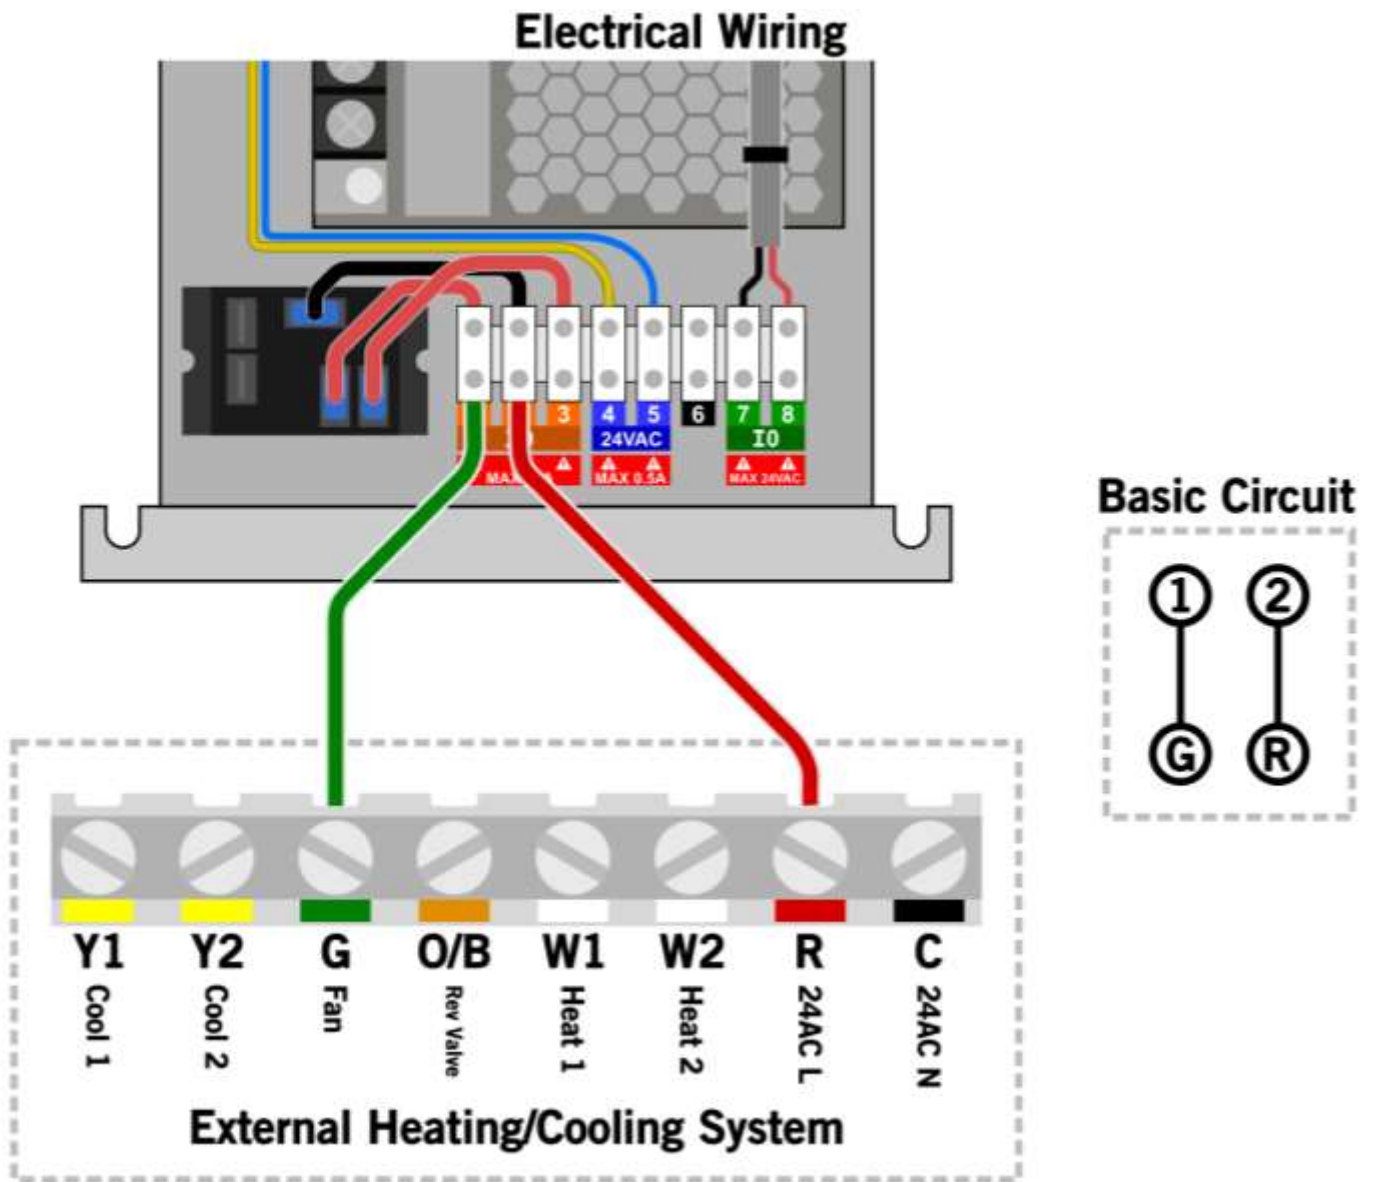 Electrical Wiring
3 4 5 6 7 8
24VAC I0
MAX MAX 0.5A MAX 24VAC
Basic Circuit
1 2
G R
Y1 Y2 G O/B W1 W2 R C
Cool 1 Cool 2 Fan Rev Valve Heat 1 Heat 2 24AC L 24AC N
External Heating/Cooling System